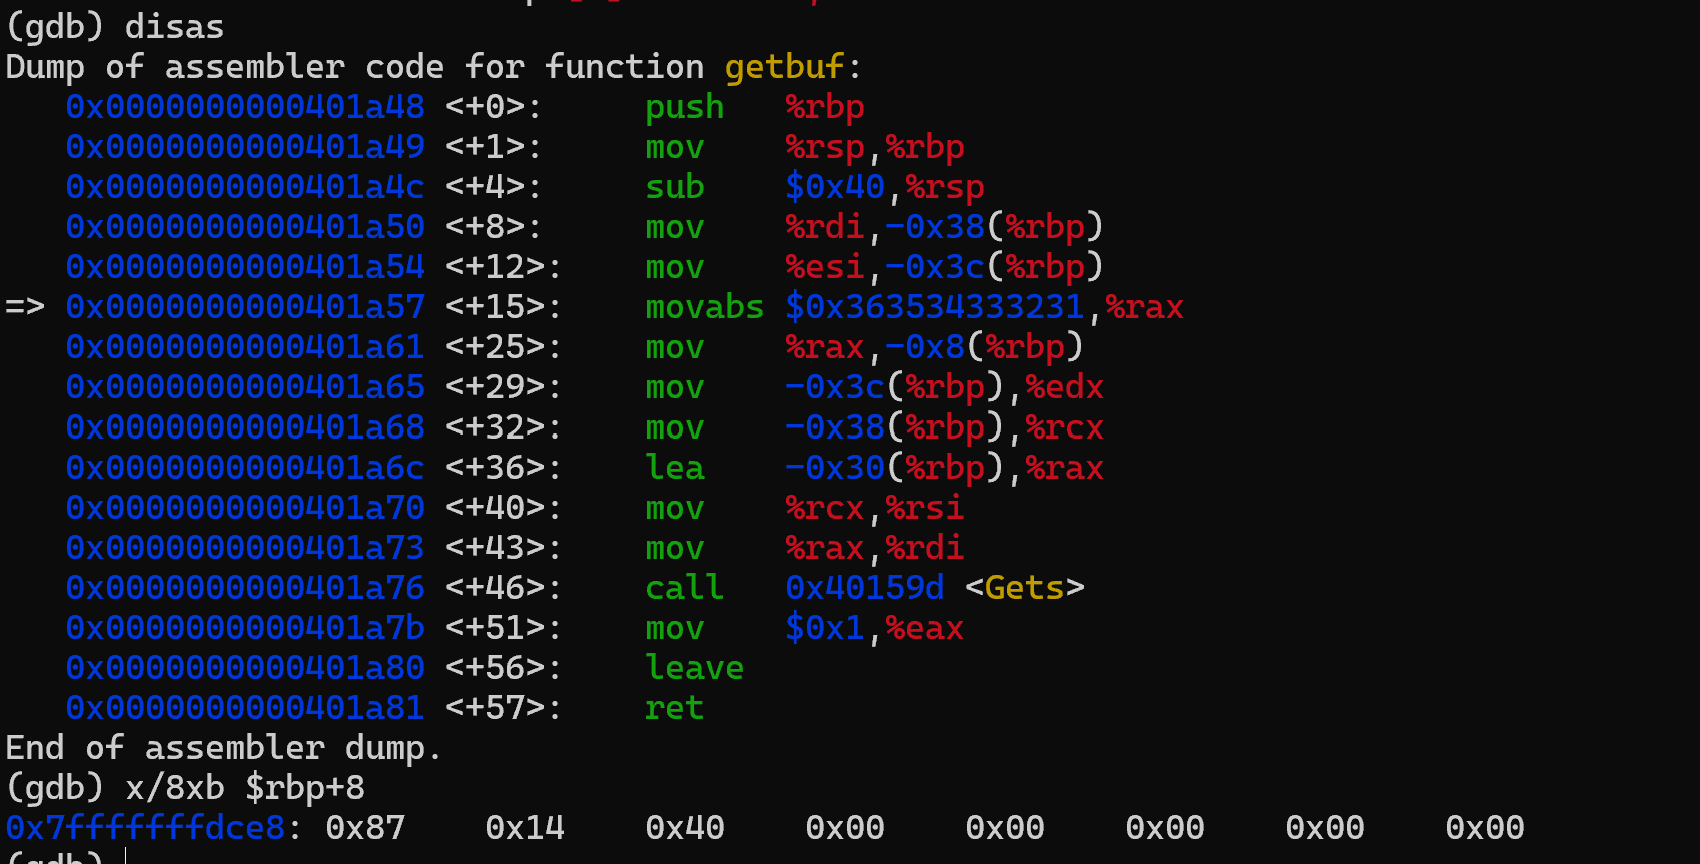 (gdb) disas
Dump of assembler code for function getbuf:
   0x0000000000401a48 <+0>:     push   %rbp
   0x0000000000401a49 <+1>:     mov    %rsp,%rbp
   0x0000000000401a4c <+4>:     sub    $0x40,%rsp
   0x0000000000401a50 <+8>:     mov    %rdi,-0x38(%rbp)
   0x0000000000401a54 <+12>:    mov    %esi,-0x3c(%rbp)
=> 0x0000000000401a57 <+15>:    movabs $0x363534333231,%rax
   0x0000000000401a61 <+25>:    mov    %rax,-0x8(%rbp)
   0x0000000000401a65 <+29>:    mov    -0x3c(%rbp),%edx
   0x0000000000401a68 <+32>:    mov    -0x38(%rbp),%rcx
   0x0000000000401a6c <+36>:    lea    -0x30(%rbp),%rax
   0x0000000000401a70 <+40>:    mov    %rcx,%rsi
   0x0000000000401a73 <+43>:    mov    %rax,%rdi
   0x0000000000401a76 <+46>:    call   0x40159d <Gets>
   0x0000000000401a7b <+51>:    mov    $0x1,%eax
   0x0000000000401a80 <+56>:    leave
   0x0000000000401a81 <+57>:    ret
End of assembler dump.
(gdb) x/8xb $rbp+8
0x7fffffffdce8: 0x87    0x14    0x40    0x00    0x00    0x00    0x00    0x00
(gdb)